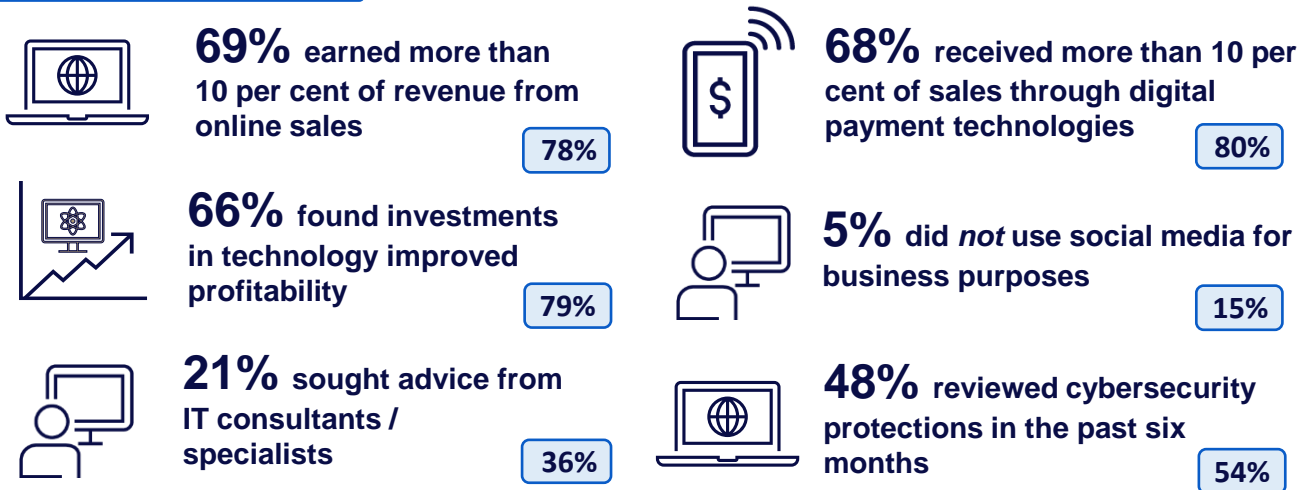 69% earned more than
10 per cent of revenue from
online sales
78%
$
68% received more than 10 per
cent of sales through digital
payment technologies
80%
66% found investments
in technology improved
profitability
79%
5% did not use social media for
business purposes
15%
21% sought advice from
IT consultants /
specialists
36%
48% reviewed cybersecurity
protections in the past six
months
54%